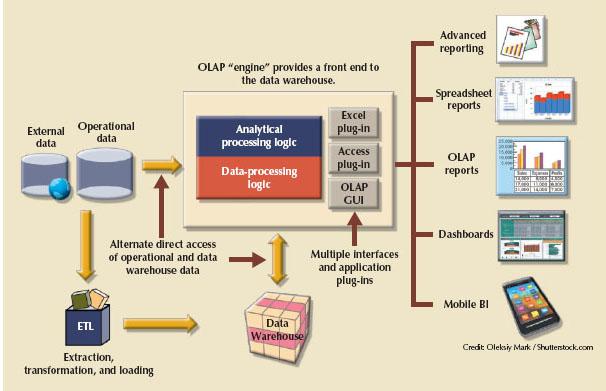 Advanced
reporting
OLAP “engine” provides a front end to
the data warehouse.
Spreadsheet
reports
External
data
Operational
data
Analytical
processing logic
Data-processing
logic
Excel
plug-in
Access
plug-in
OLAP
GUI
OLAP
reports
Sales Expenses Profit
Alternate direct access
of operational and data
warehouse data
Multiple interfaces
and application
plug-ins
Dashboards
ETL
Extraction,
transformation, and loading
Data
Warehouse
Mobile BI
Credit: Oleksiy Mark / Shutterstock.com